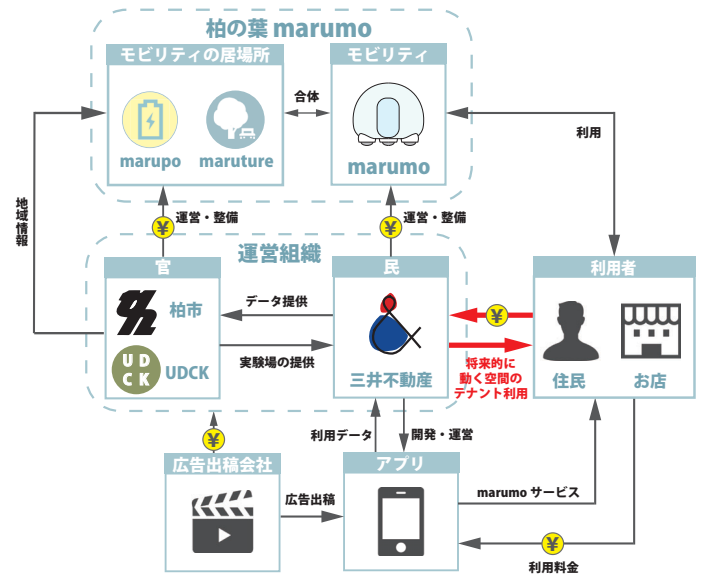 柏の葉 marumo
モビリティの居場所
モビリティ
合体
marupo
maruture
marumo
利用
地域情報
¥
運営・整備
¥
運営・整備
運営組織
官
民
利用者
柏市
UD
CK
UDCK
データ提供
実験場の提供
三井不動産
¥
将来的に
動く空間の
テナント利用
住民
お店
¥
利用データ
開発・運営
広告出稿会社
アプリ
広告出稿
marumo サービス
¥
利用料金